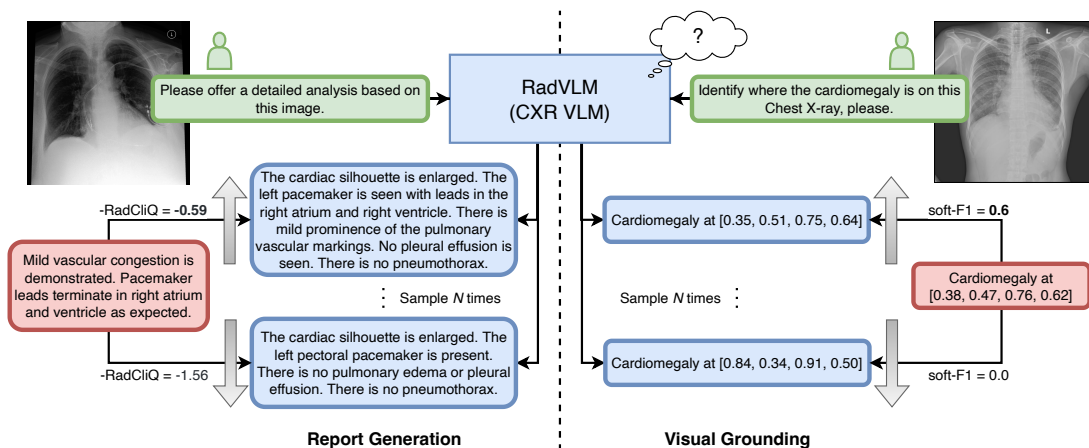 L
?
L
Please offer a detailed analysis based on
this image.
RadVLM
(CXR VLM)
Identify where the cardiomegaly is on this
Chest X-ray, please.
-RadCliQ = -0.59
The cardiac silhouette is enlarged. The
left pacemaker is seen with leads in the
right atrium and right ventricle. There is
mild prominence of the pulmonary
vascular markings. No pleural effusion is
seen. There is no pneumothorax.
Cardiomegaly at [0.35, 0.51, 0.75, 0.64]
soft-F1 = 0.6
Mild vascular congestion is
demonstrated. Pacemaker
leads terminate in right atrium
and ventricle as expected.
Sample N times
Sample N times
Cardiomegaly at
[0.38, 0.47, 0.76, 0.62]
-RadCliQ = -1.56
The cardiac silhouette is enlarged. The
left pectoral pacemaker is present.
There is no pulmonary edema or pleural
effusion. There is no pneumothorax.
Cardiomegaly at [0.84, 0.34, 0.91, 0.50]
soft-F1 = 0.0
Report Generation
Visual Grounding